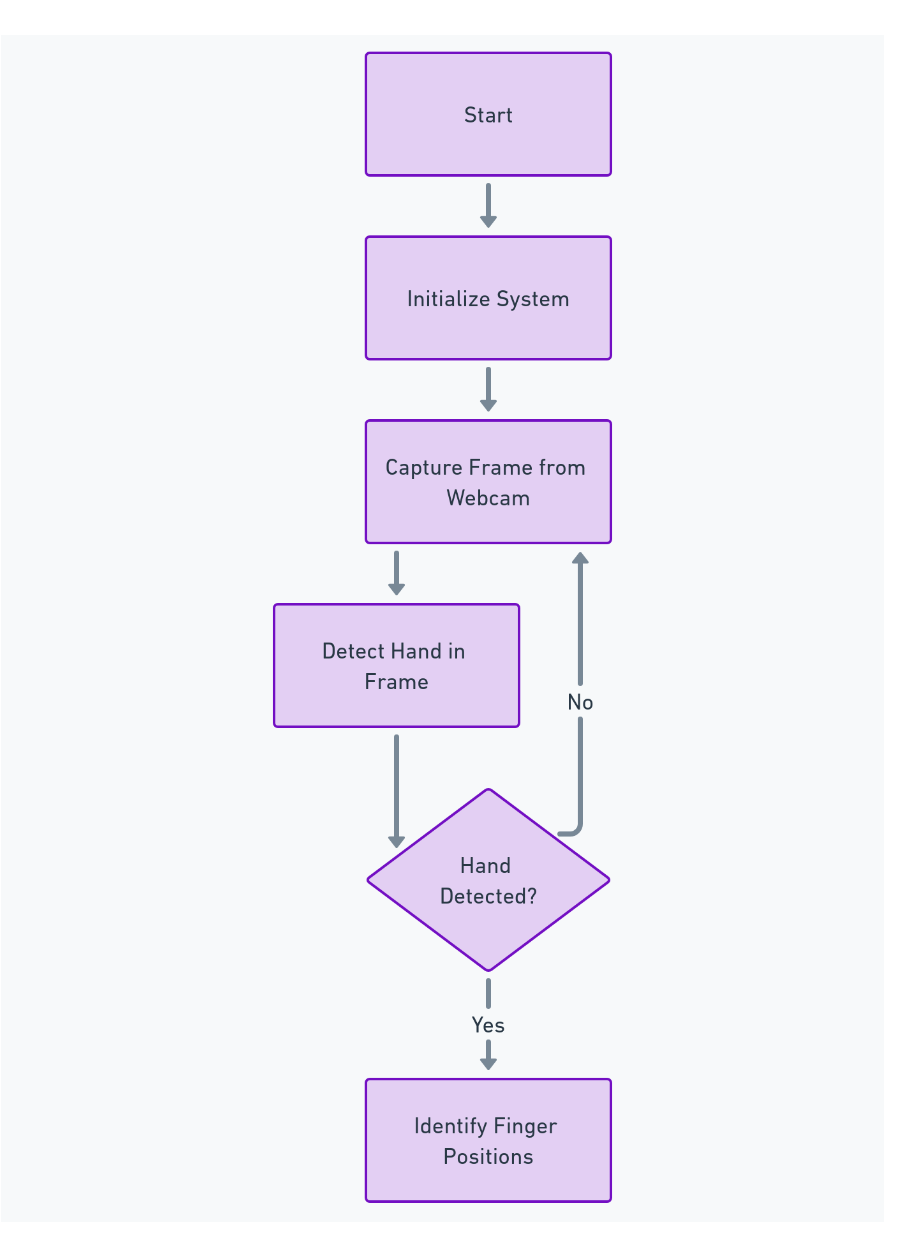 Start
Initialize System
Capture Frame from
Webcam
Detect Hand in
Frame
No
Hand
Detected?
Yes
Identify Finger
Positions